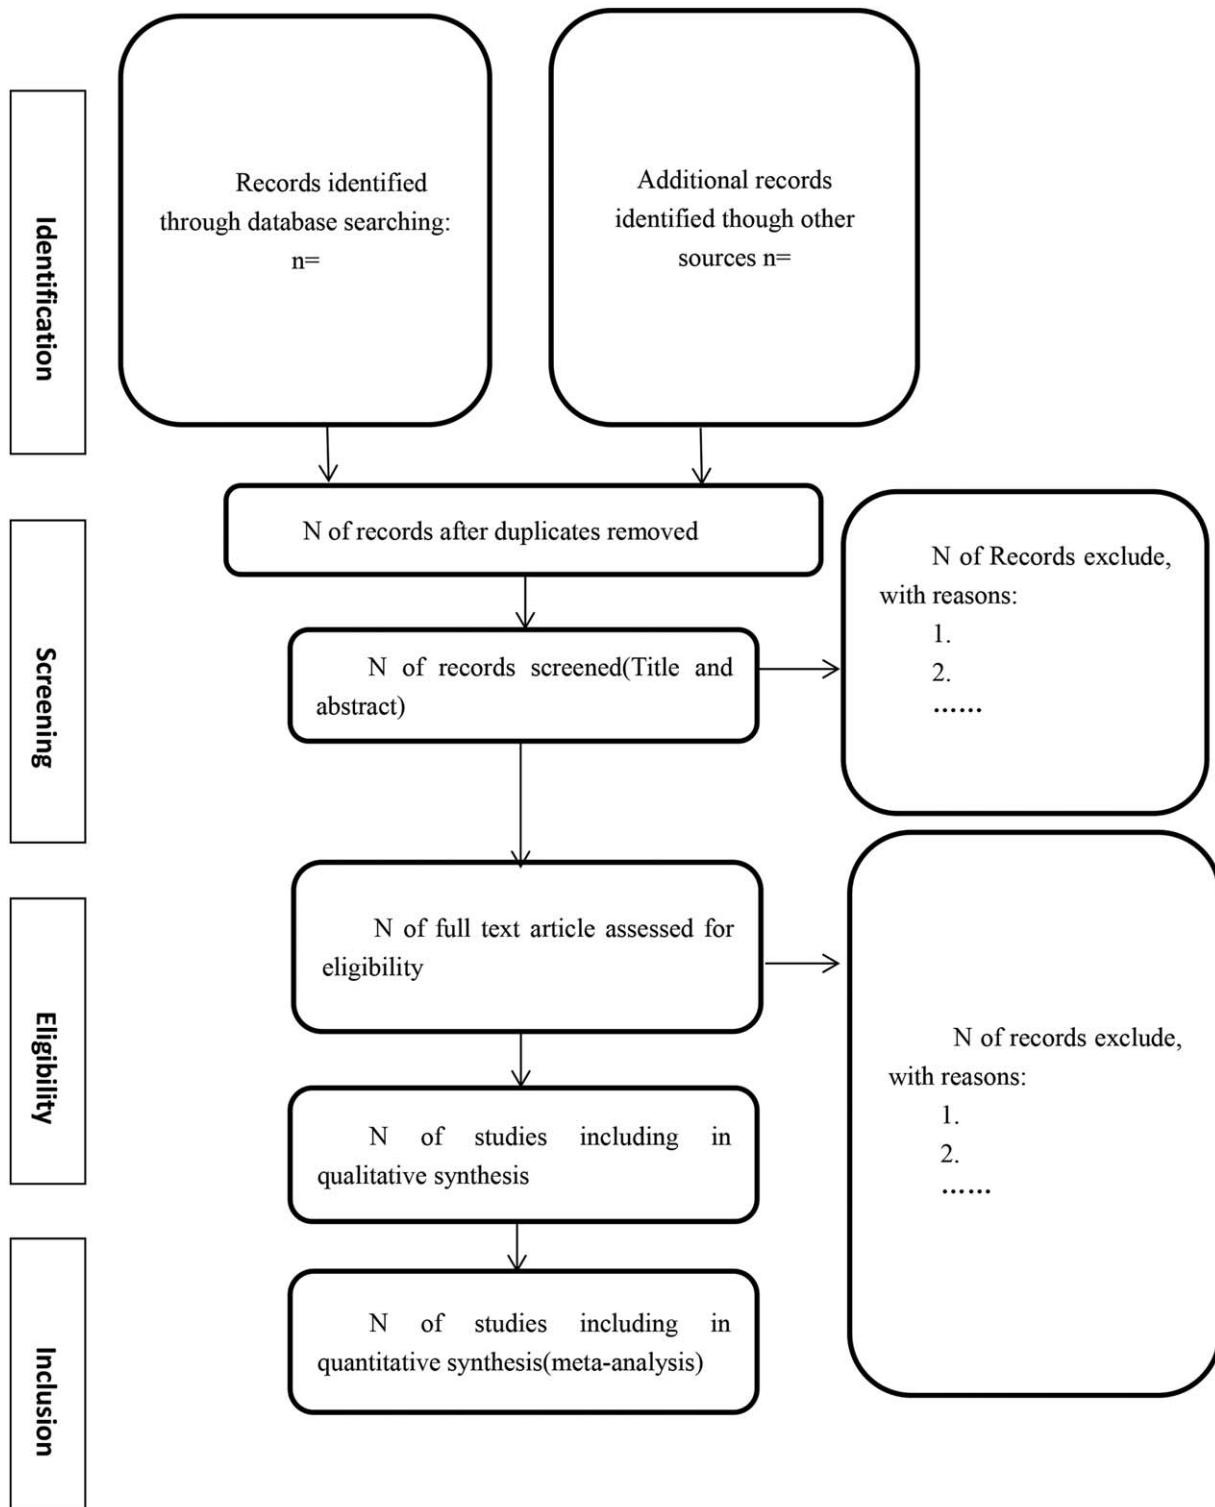 Identification
Records identified
through database searching:
n=
Additional records
identified though other
sources n=
N of records after duplicates removed
Screening
N of records screened(Title and
abstract)
N of Records exclude,
with reasons:
1.
2.
......
Eligibility
N of full text article assessed for
eligibility
N of records exclude,
with reasons:
1.
2.
......
N of studies including in
qualitative synthesis
Inclusion
N of studies including in
quantitative synthesis(meta-analysis)